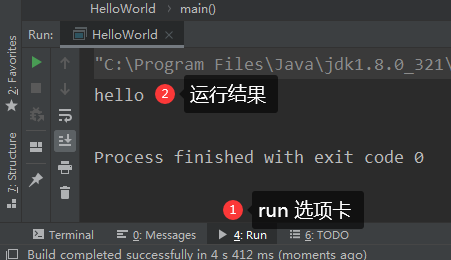 HelloWorld › main()
Run: HelloWorld ×
2: Favorites
7: Structure
"C:\Program Files\Java\jdk1.8.0_321\
hello 2 运行结果
Process finished with exit code 0
1 run 选项卡
Terminal 0: Messages 4: Run 6: TODO
Build completed successfully in 4 s 412 ms (moments ago)